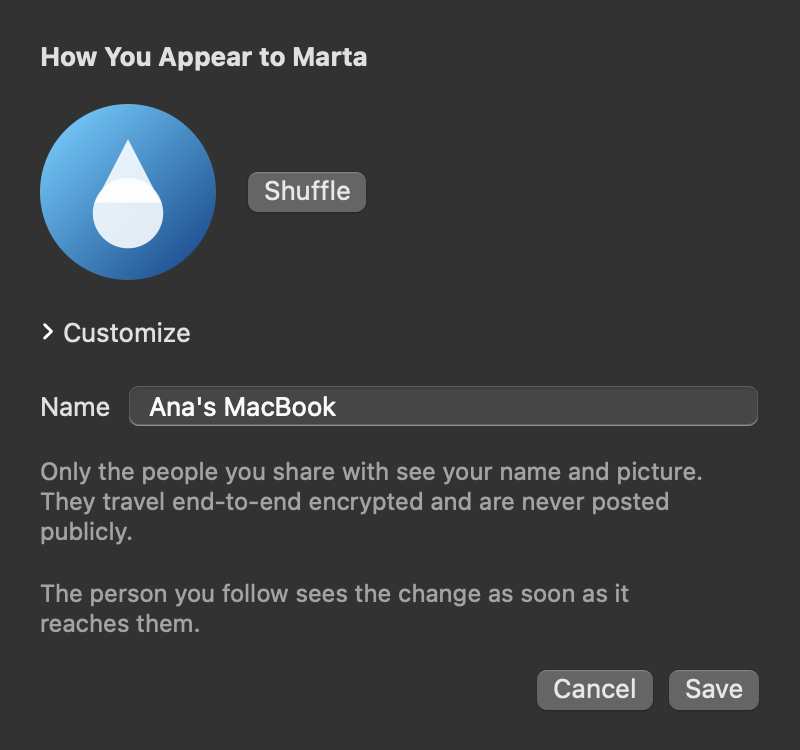 How You Appear to Marta
Shuffle
Customize
Name
Ana's MacBook
Only the people you share with see your name and picture.
They travel end-to-end encrypted and are never posted
publicly.
The person you follow sees the change as soon as it
reaches them.
Cancel
Save